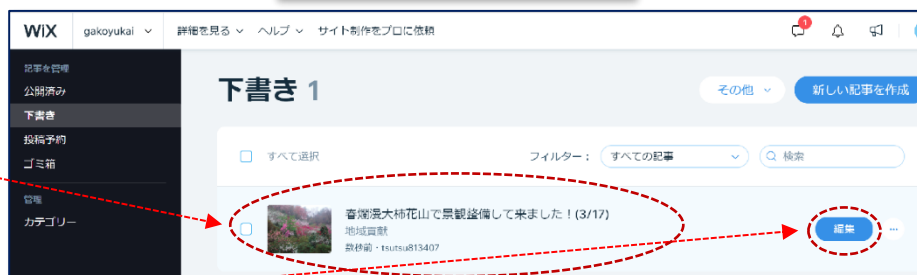 WiX gakoyukai 詳細を見る ヘルプ サイト制作をプロに依頼 1
記事を管理
公開済み
下書き
投稿予約
ゴミ箱
管理
カテゴリー
下書き 1
その他
新しい記事を作成
すべて選択
フィルター： すべての記事
検索
春爛漫大柿花山で景観整備して来ました！(3/17)
地域貢献
数秒前・tsutsu813407
編集